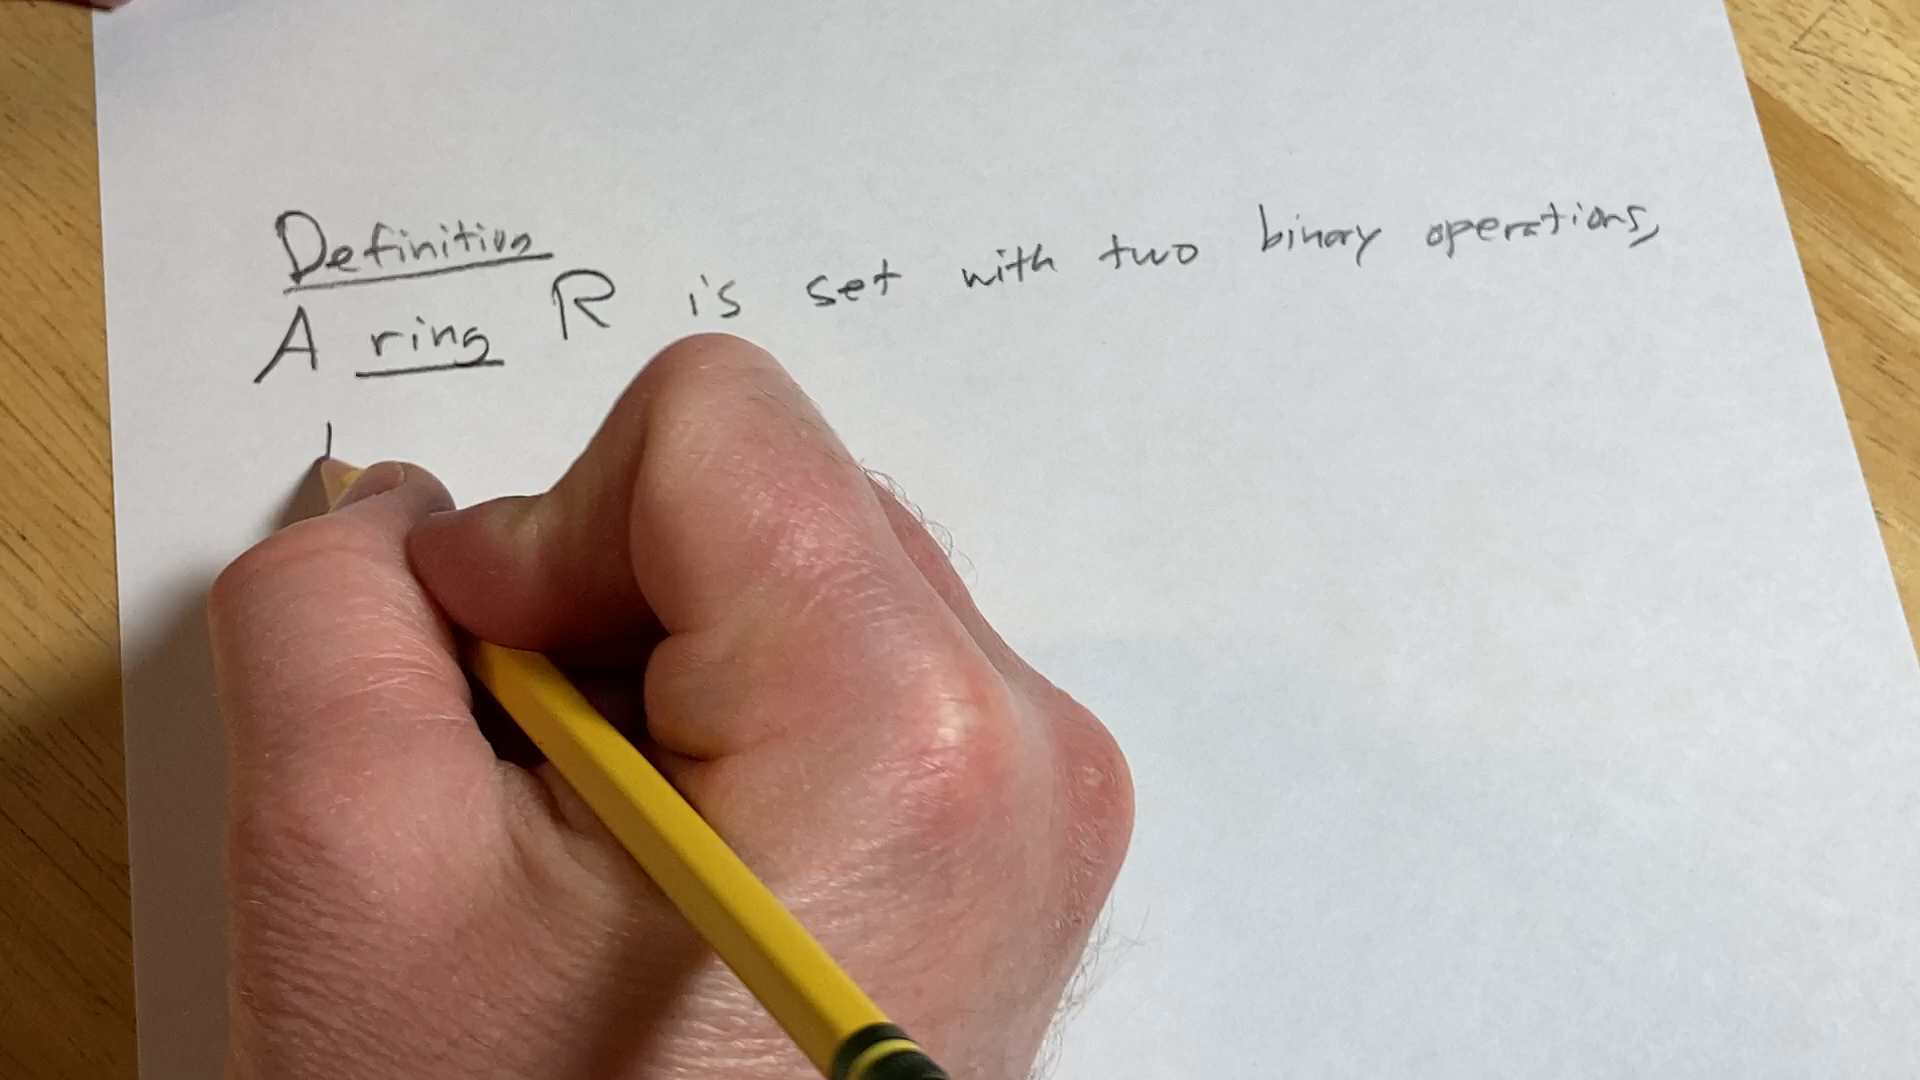 Definition
A ring R is set with two binary operations,